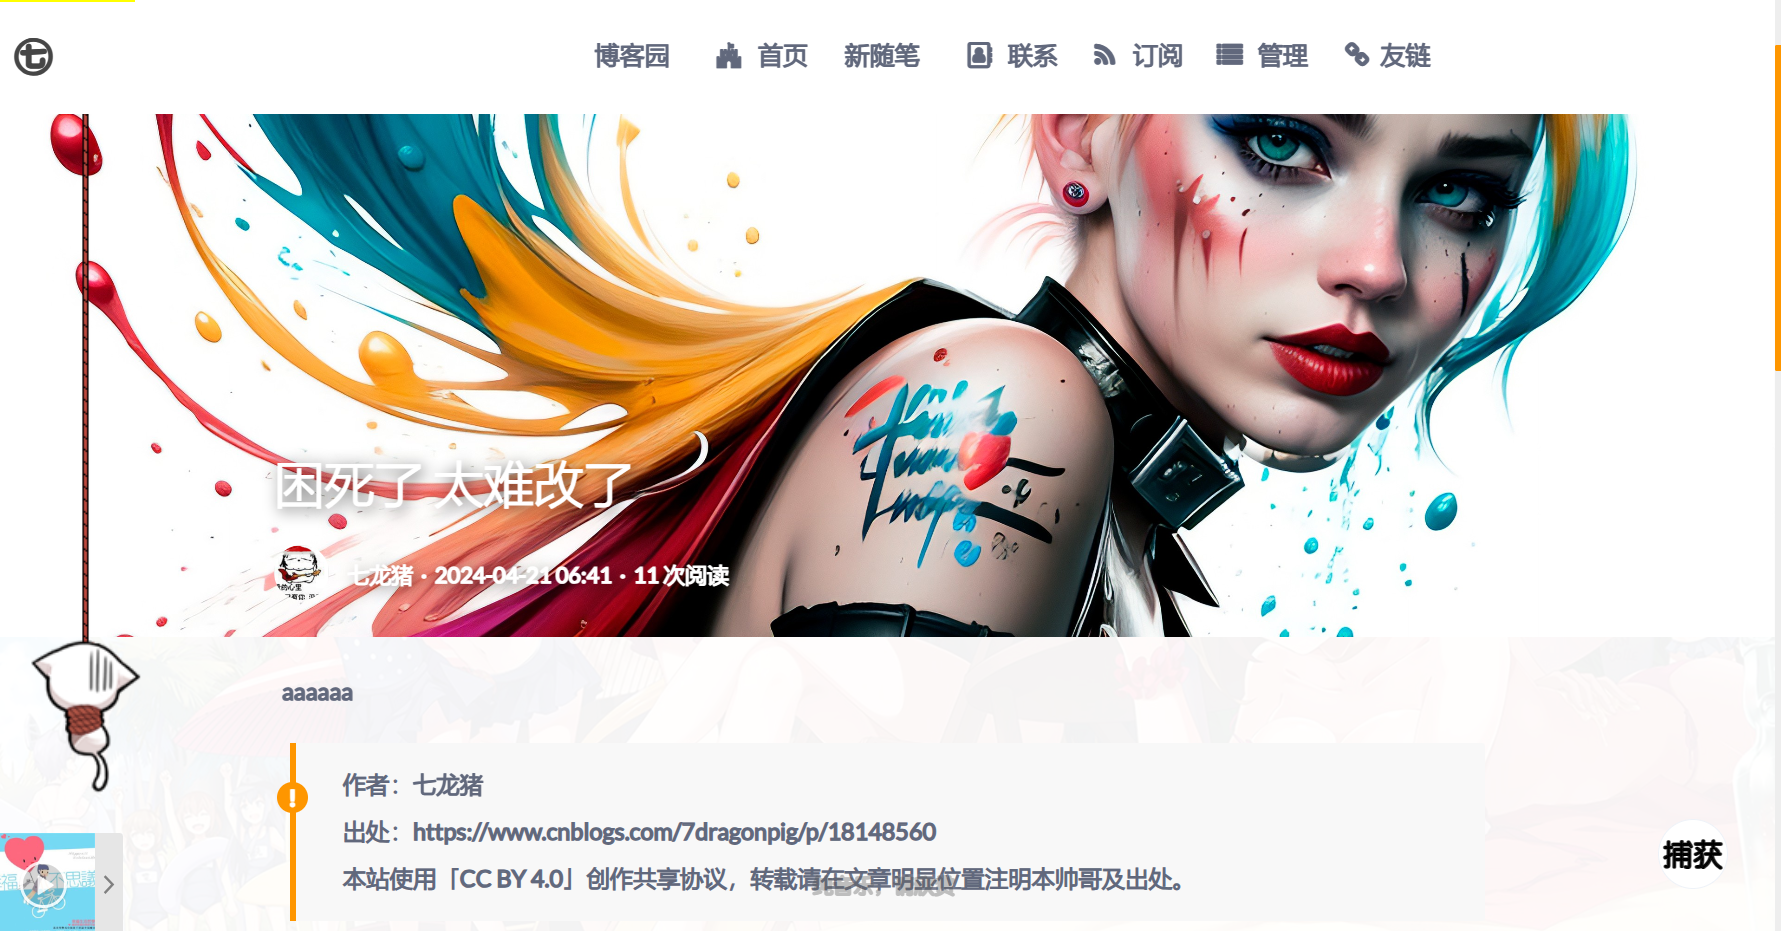 博客园 首页 新随笔 联系 订阅 管理 友链
困死了 太难改了
七龙猪 · 2024-04-21 06:41 · 11 次阅读
aaaaaa
作者：七龙猪
出处：https://www.cnblogs.com/7dragonpig/p/18148560
本站使用「CC BY 4.0」创作共享协议，转载请在文章明显位置注明本帅哥及出处。
捕获